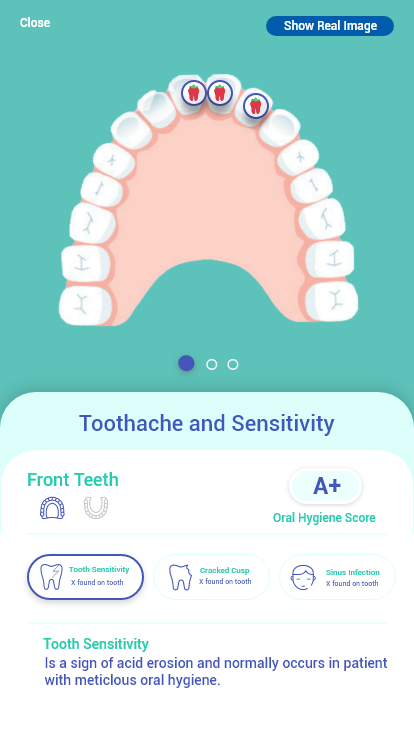 Close
Show Real Image
Toothache and Sensitivity
Front Teeth
A+
Oral Hygiene Score
Tooth Sensitivity
X found on tooth
Cracked Cusp
X found on tooth
Sinus Infection
X found on tooth
Tooth Sensitivity
Is a sign of acid erosion and normally occurs in patient
with meticlous oral hygiene.